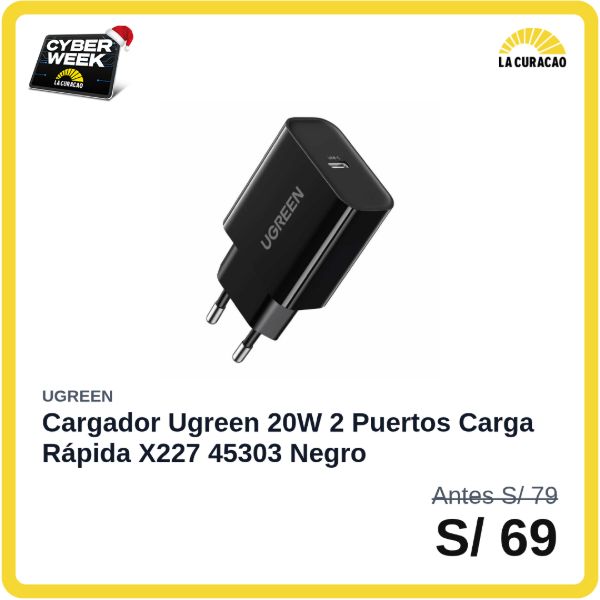 CYBER
WEEK
LA CURACAO
LA CURACAO
USB-C
UGREEN
UGREEN
Cargador Ugreen 20W 2 Puertos Carga
Rápida X227 45303 Negro
Antes S/ 79
S/ 69